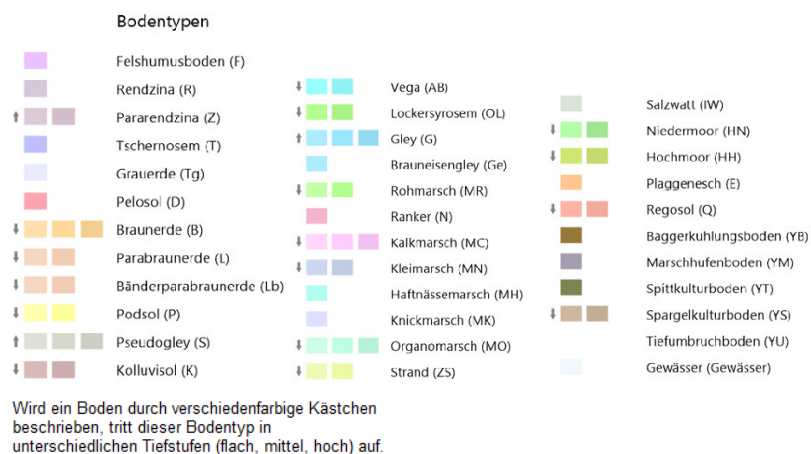 Bodentypen
Felshumusboden (F)
Rendzina (R)
Pararendzina (Z)
Tschernosem (T)
Grauerde (Tg)
Pelosol (D)
Braunerde (B)
Parabraunerde (L)
Bänderparabraunerde (Lb)
Podsol (P)
Pseudogley (S)
Kolluvisol (K)
Vega (AB)
Lockersyrosem (OL)
Gley (G)
Brauneisengley (Ge)
Rohmarsch (MR)
Ranker (N)
Kalkmarsch (MC)
Kleimarsch (MN)
Haftnässemarsch (MH)
Knickmarsch (MK)
Organomarsch (MO)
Strand (ZS)
Salzwatt (IW)
Niedermoor (HN)
Hochmoor (HH)
Plaggenesch (E)
Regosol (Q)
Baggerkuhlungsboden (YB)
Marschhufenboden (YM)
Spittkulturboden (YT)
Spargelkulturboden (YS)
Tiefumbruchboden (YU)
Gewässer (Gewässer)
Wird ein Boden durch verschiedenfarbige Kästchen
beschrieben, tritt dieser Bodentyp in
unterschiedlichen Tiefstufen (flach, mittel, hoch) auf.